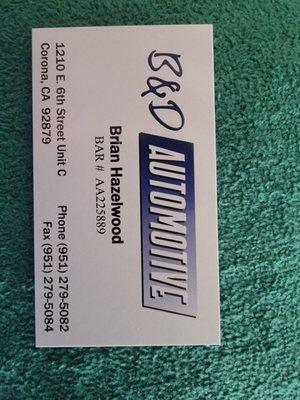 B&D AUTOMOTIVE
Brian Hazelwood
BAR # AA225889
1210 E. 6th Street Unit C Phone (951) 279-5082
Corona, CA 92879 Fax (951) 279-5084